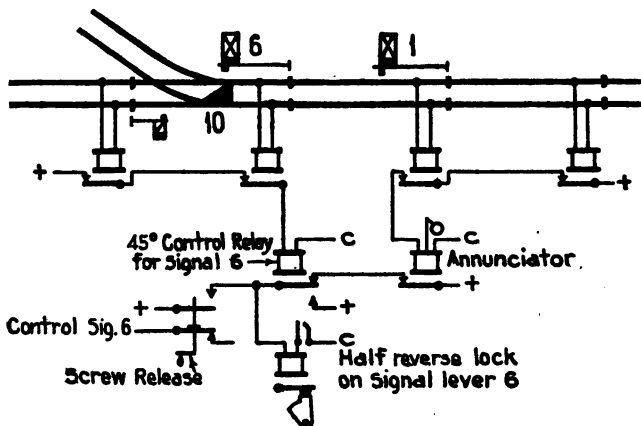 6
1
10
+
+
45° Control Relay
for Signal 6
C
C
Annunciator
+
+
+
Control Sig. 6
C
Screw Release
Half reverse lock
on Signal lever 6